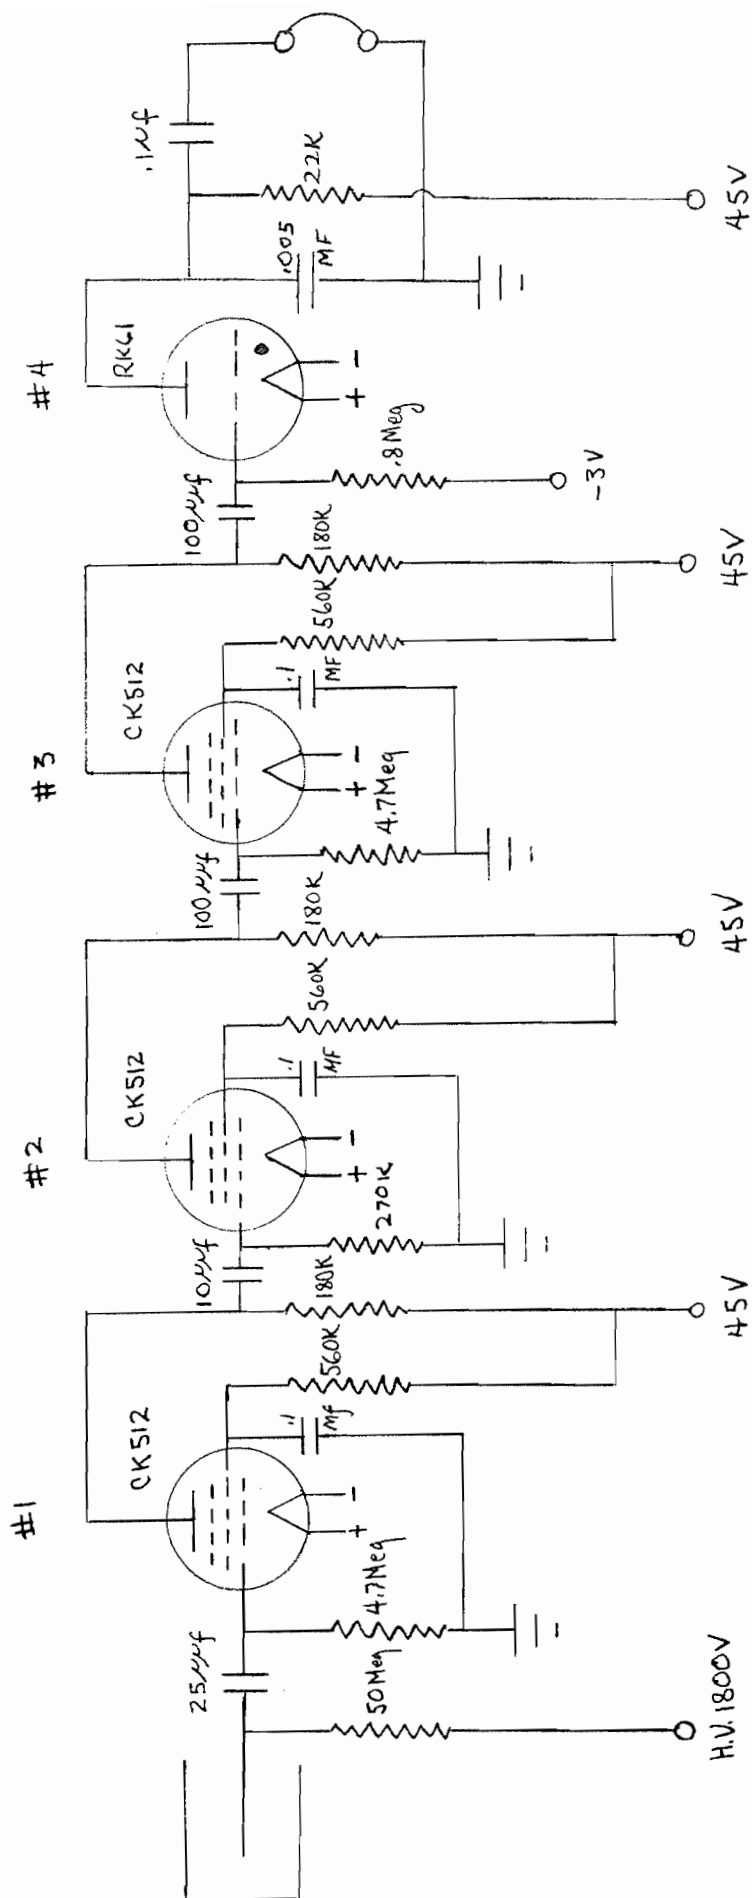 #1
#2
#3
#4
CK512
CK512
CK512
RK61
25μμf
10μμf
100μμf
100μμf
.1μf
50Meg
4.7Meg
.1
Mf
560K
180K
270K
.1
MF
560K
180K
4.7Meg
.1
MF
560K
180K
.8Meg
.005
MF
22K
+
-
+
-
+
-
+
-
H.V. 1800V
45V
45V
45V
-3V
45V